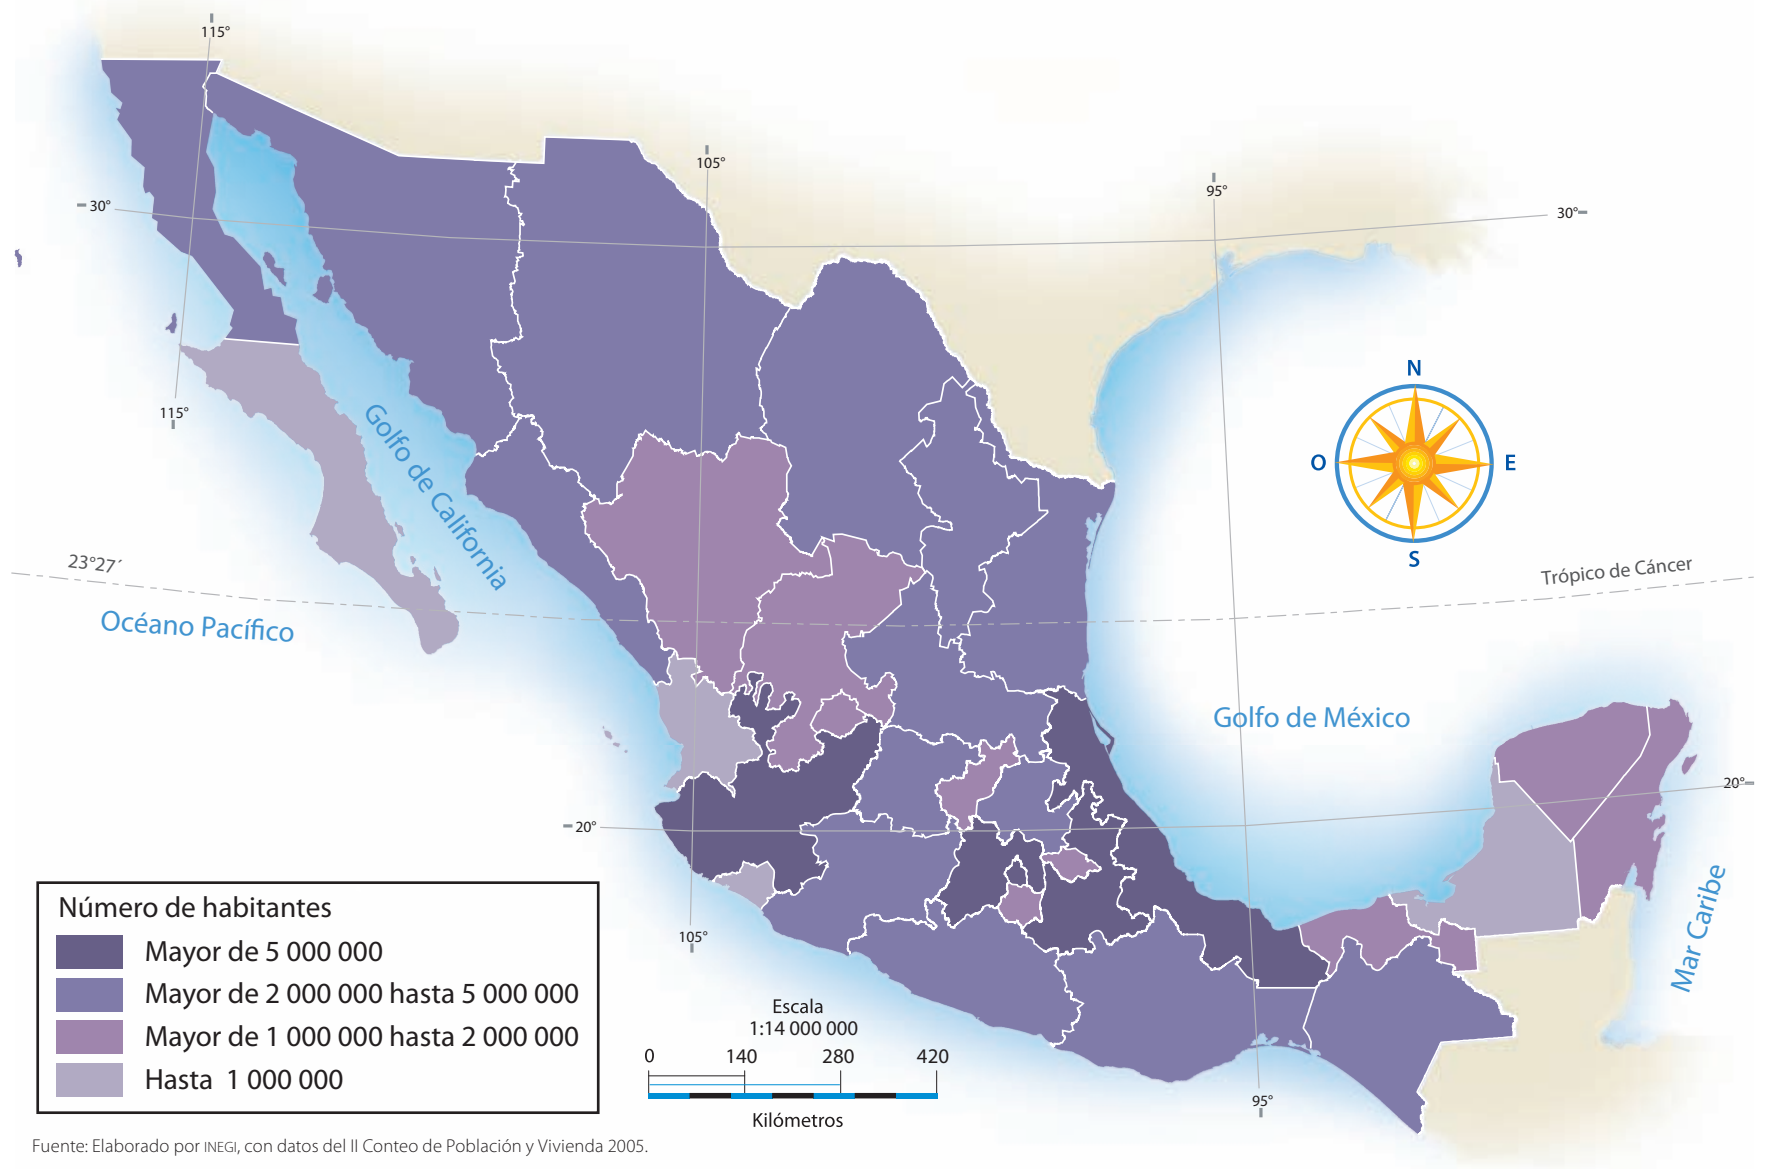 115°
105°
95°
30°
30°
N
O
E
S
115°
Golfo de California
23°27´
Trópico de Cáncer
Océano Pacífico
Golfo de México
20°
20°
Mar Caribe
105°
95°
Número de habitantes
Mayor de 5 000 000
Mayor de 2 000 000 hasta 5 000 000
Mayor de 1 000 000 hasta 2 000 000
Hasta 1 000 000
Escala
1:14 000 000
0 140 280 420
Kilómetros
Fuente: Elaborado por INEGI, con datos del II Conteo de Población y Vivienda 2005.